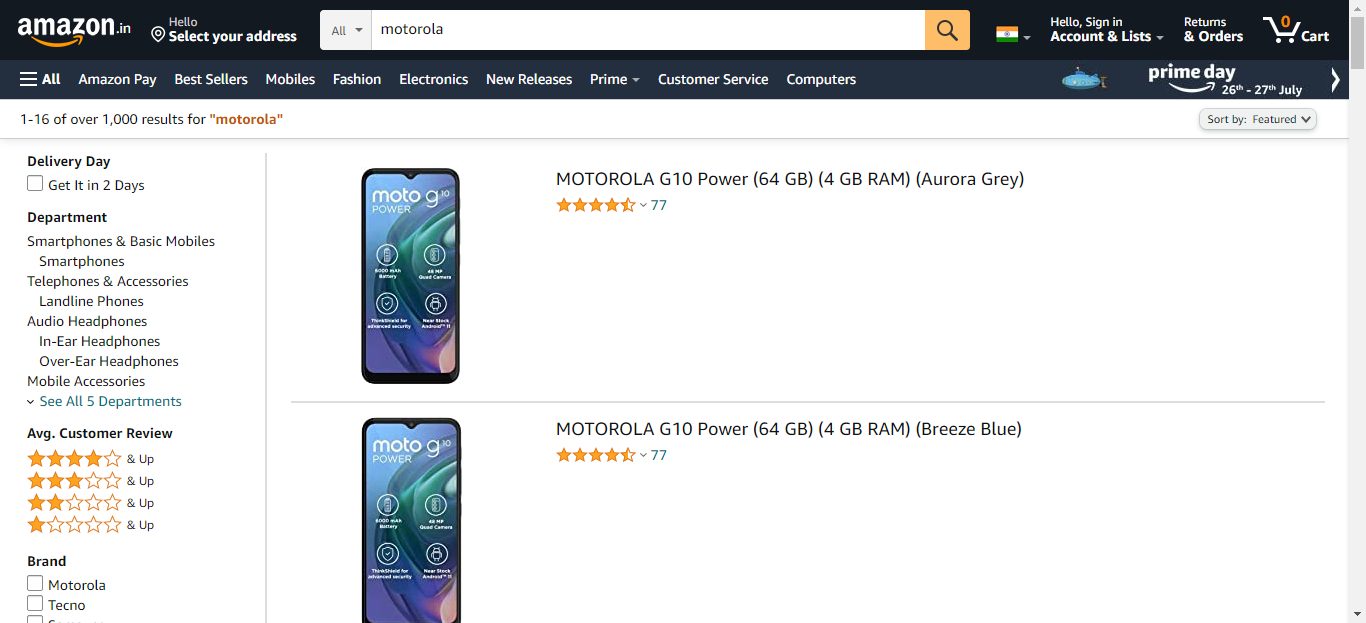 amazon.in
Hello
Select your address
All
motorola
Hello, Sign in
Account & Lists
Returns
& Orders
0
Cart
All
Amazon Pay
Best Sellers
Mobiles
Fashion
Electronics
New Releases
Prime
Customer Service
Computers
prime day
26th - 27th July
1-16 of over 1,000 results for "motorola"
Sort by: Featured
Delivery Day
Get It in 2 Days
Department
Smartphones & Basic Mobiles
Smartphones
Telephones & Accessories
Landline Phones
Audio Headphones
In-Ear Headphones
Over-Ear Headphones
Mobile Accessories
See All 5 Departments
Avg. Customer Review
& Up
& Up
& Up
& Up
Brand
Motorola
Tecno
moto g10
POWER
6000 mAh
Battery
48 MP
Quad Camera
ThinkShield for
advanced security
Near Stock
Android™ 11
MOTOROLA G10 Power (64 GB) (4 GB RAM) (Aurora Grey)
77
moto g10
POWER
6000 mAh
Battery
48 MP
Quad Camera
ThinkShield for
advanced security
Near Stock
Android™ 11
MOTOROLA G10 Power (64 GB) (4 GB RAM) (Breeze Blue)
77